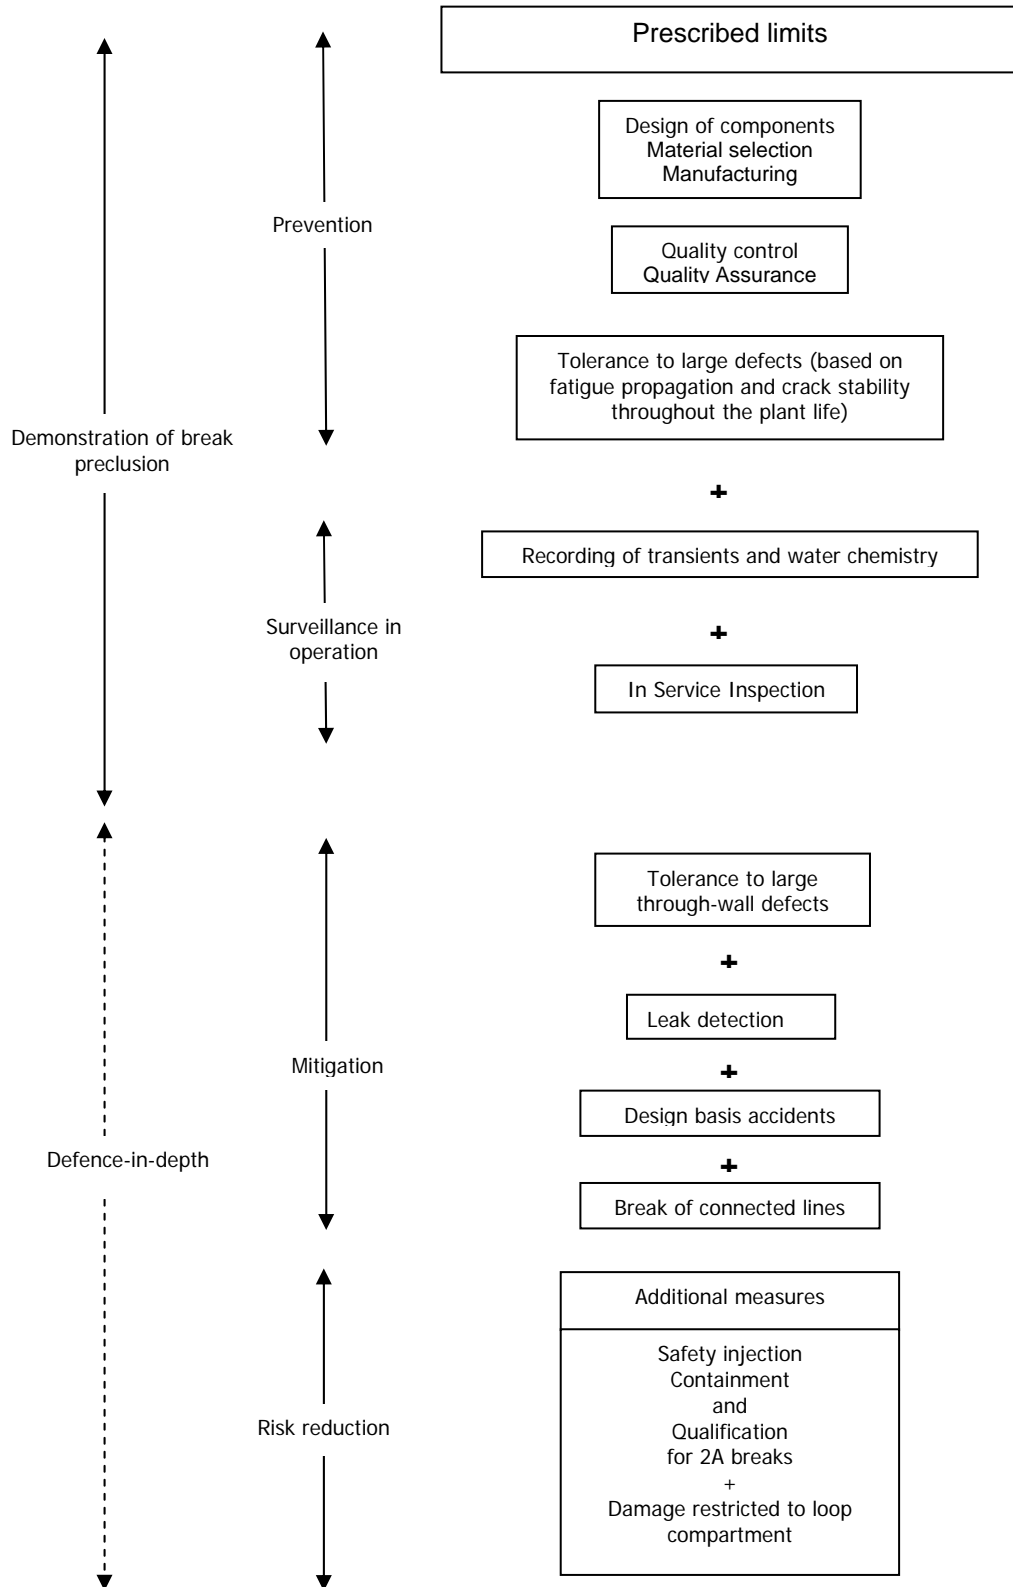 Prescribed limits
Design of components
Material selection
Manufacturing
Prevention
Quality control
Quality Assurance
Tolerance to large defects (based on
fatigue propagation and crack stability
throughout the plant life)
Demonstration of break
preclusion
+
Recording of transients and water chemistry
Surveillance in
operation
+
In Service Inspection
Tolerance to large
through-wall defects
+
Leak detection
Mitigation
+
Design basis accidents
Defence-in-depth
+
Break of connected lines
Additional measures
Safety injection
Containment
and
Qualification
for 2A breaks
+
Damage restricted to loop
compartment
Risk reduction